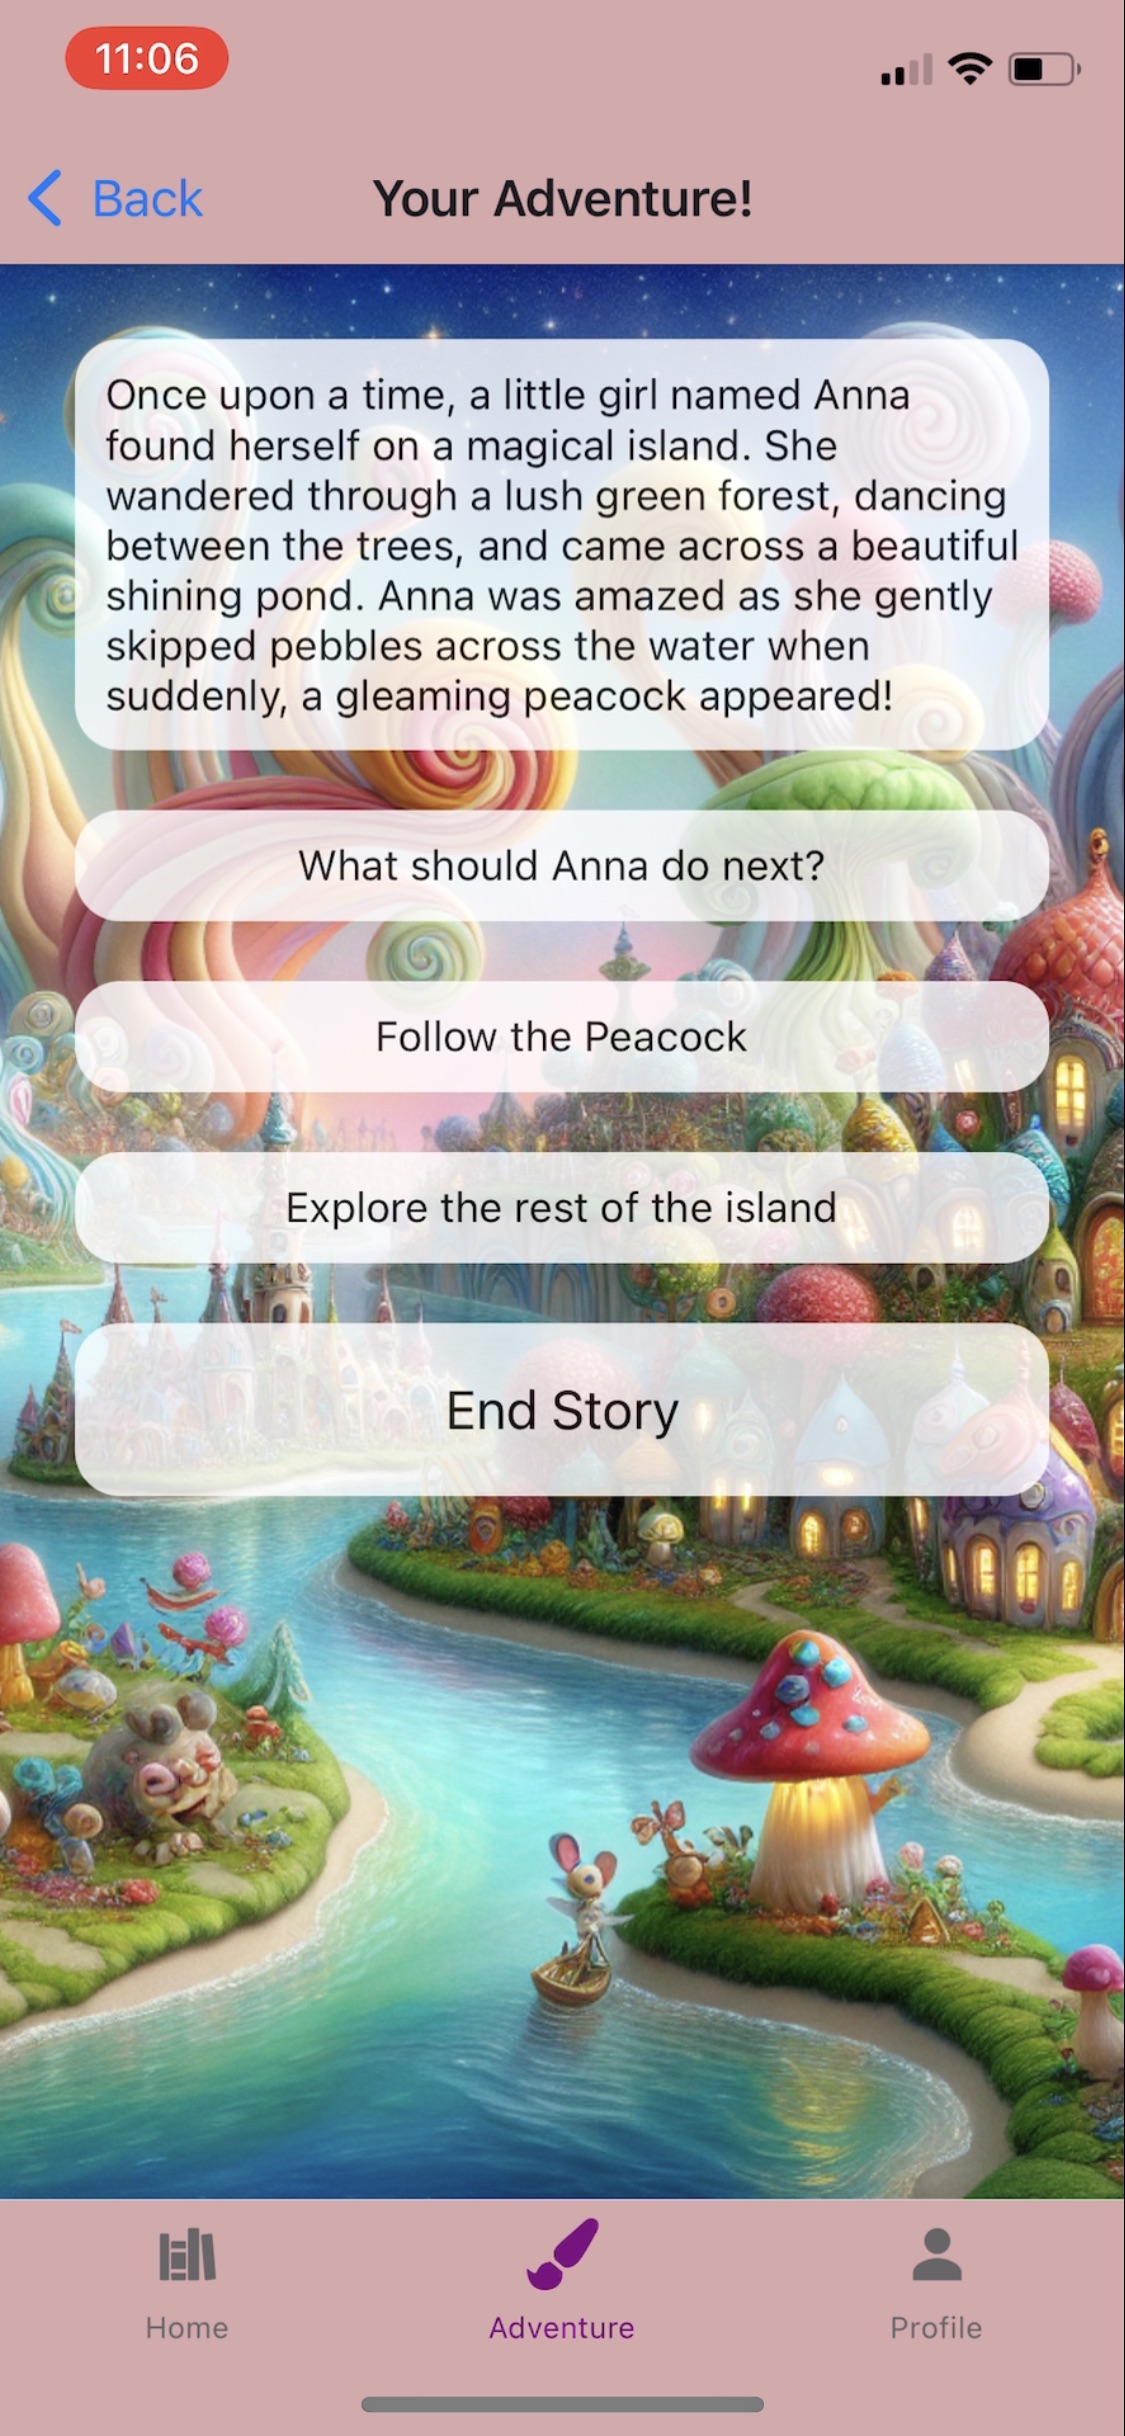 11:06
Back
Your Adventure!
Once upon a time, a little girl named Anna
found herself on a magical island. She
wandered through a lush green forest, dancing
between the trees, and came across a beautiful
shining pond. Anna was amazed as she gently
skipped pebbles across the water when
suddenly, a gleaming peacock appeared!
What should Anna do next?
Follow the Peacock
Explore the rest of the island
End Story
Home
Adventure
Profile